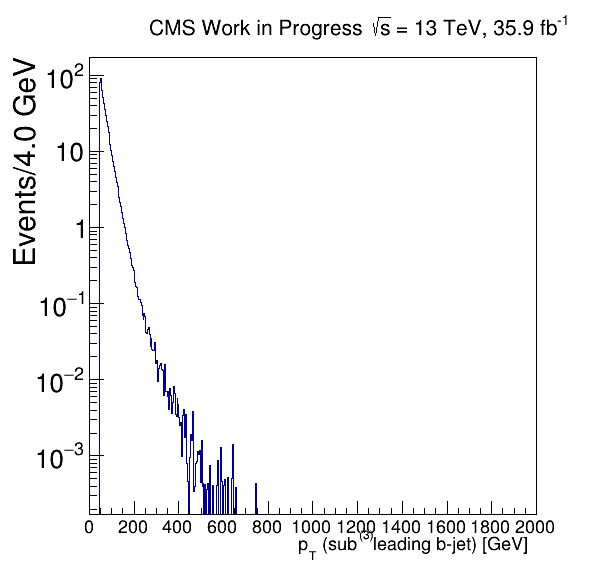 CMS Work in Progress √s = 13 TeV, 35.9 fb⁻¹
Events/4.0 GeV
10²
10
1
10⁻¹
10⁻²
10⁻³
0 200 400 600 800 1000 1200 1400 1600 1800 2000
p_T (sub⁽³⁾leading b-jet) [GeV]